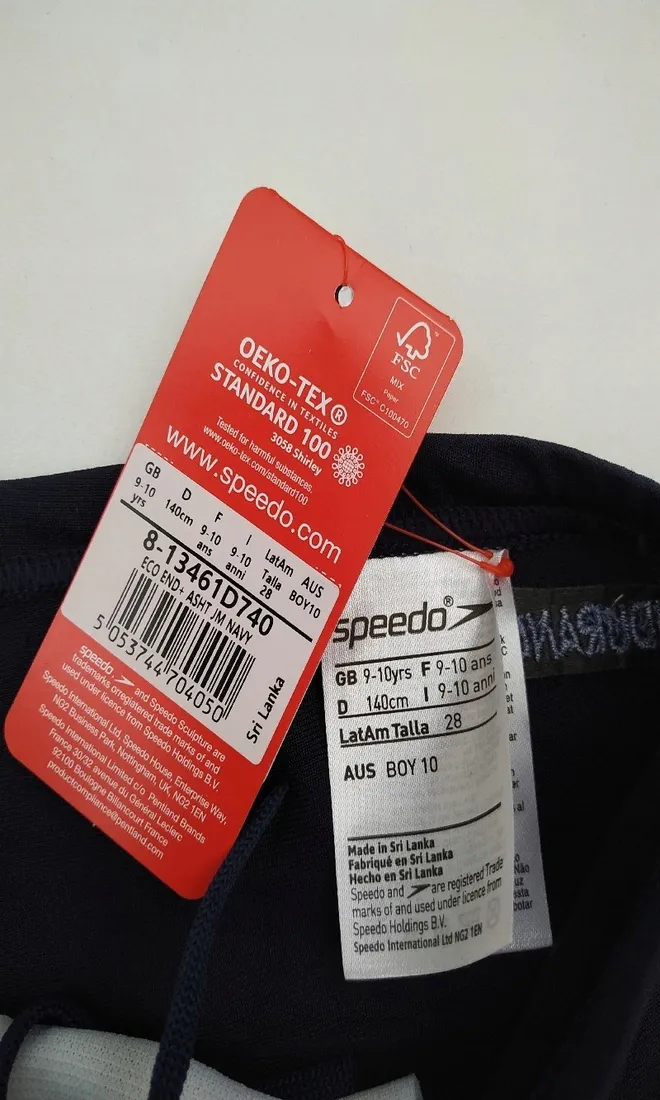 FSC
MIX
Paper
FSC® C100470
OEKO-TEX®
CONFIDENCE IN TEXTILES
STANDARD 100
3058 Shirley
Tested for harmful substances.
www.oeko-tex.com/standard100
www.speedo.com
GB D F I LatAm AUS
9-10 140cm 9-10 9-10 Talla BOY10
yrs ans anni 28
8-13461D740
ECO END+ ASHT JM NAVY
5 053744 704050
Sri Lanka
speedo and Speedo Sculpture are
trademarks or registered trade marks of and
used under licence from Speedo Holdings B.V.
Speedo International Ltd, Speedo House, Enterprise Way,
NG2 Business Park, Nottingham, UK, NG2 1EN
Speedo International Limited c/o. Pentland Brands
France 30/32 avenue du Général Leclerc
92100 Boulogne Billancourt France
productcompliance@pentland.com
speedo®
GB 9-10yrs F 9-10 ans
D 140cm I 9-10 anni
LatAm Talla 28
AUS BOY 10
Made in Sri Lanka
Fabriqué en Sri Lanka
Hecho en Sri Lanka
Speedo and are registered Trade
marks of and used under licence from
Speedo Holdings B.V.
Speedo International Ltd NG2 1EN